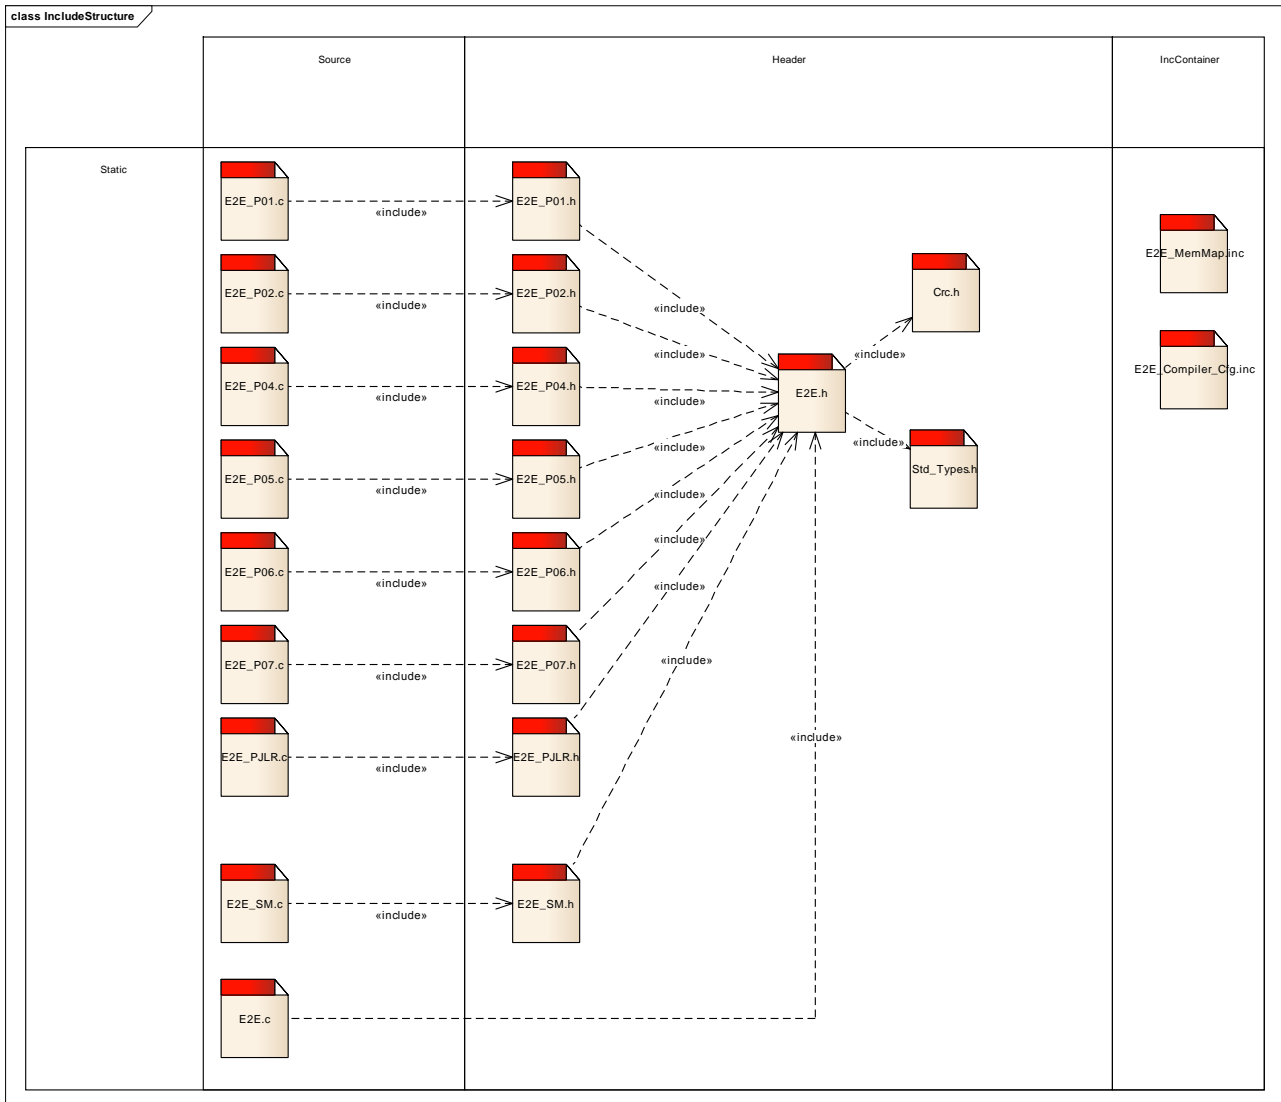 class IncludeStructure
Source
Header
IncContainer
Static
E2E_P01.c
«include»
E2E_P01.h
E2E_MemMap.inc
E2E_P02.c
«include»
E2E_P02.h
«include»
Crc.h
«include»
«include»
E2E_P04.c
«include»
E2E_P04.h
«include»
E2E.h
E2E_Compiler_Cfg.inc
«include»
«include»
E2E_P05.c
«include»
E2E_P05.h
Std_Types.h
«include»
E2E_P06.c
«include»
E2E_P06.h
«include»
«include»
E2E_P07.c
«include»
E2E_P07.h
«include»
E2E_PJLR.c
«include»
E2E_PJLR.h
«include»
E2E_SM.c
«include»
E2E_SM.h
E2E.c